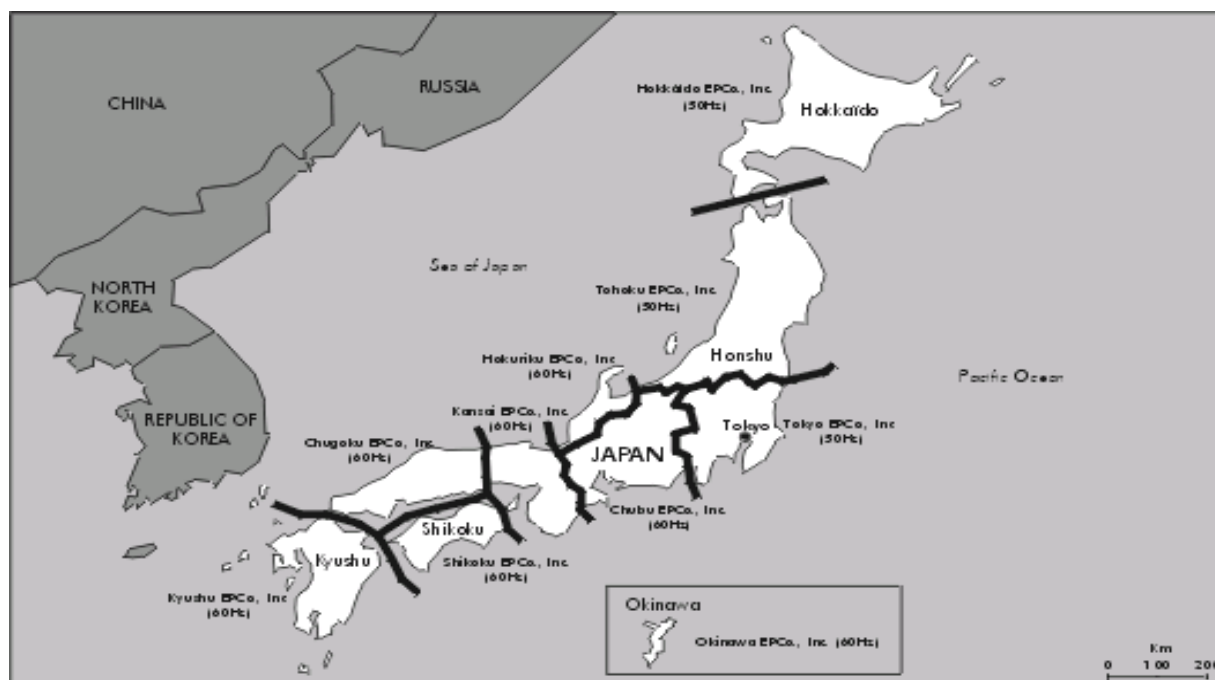 CHINA
RUSSIA
Hokkaido EPCo., Inc.
(50Hz)
Hokkaïdo
Sea of Japan
NORTH
KOREA
Tohoku EPCo., Inc.
(50Hz)
Honshu
Hokuriku EPCo, Inc.
(60Hz)
Pacific Ocean
REPUBLIC OF
KOREA
Kansai EPCo., Inc.
(60Hz)
Tokyo
Tokyo EPCo., Inc.
(50Hz)
Chugoku EPCo, Inc.
(60Hz)
JAPAN
Chubu EPCo., Inc.
(60Hz)
Shikoku
Kyushu
Shikoku EPCo., Inc.
(60Hz)
Kyushu EPCo., Inc
(60Hz)
Okinawa
Okinawa EPCo., Inc. (60Hz)
Km
0 100 200